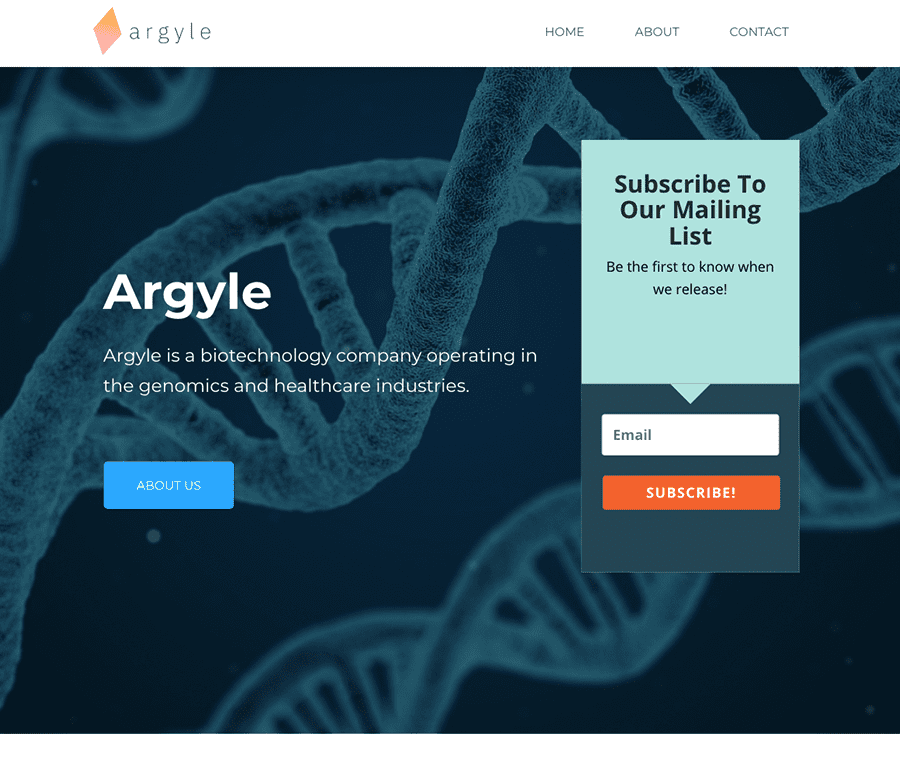 argyle
HOME
ABOUT
CONTACT
Argyle
Argyle is a biotechnology company operating in
the genomics and healthcare industries.
ABOUT US
Subscribe To
Our Mailing
List
Be the first to know when
we release!
Email
SUBSCRIBE!